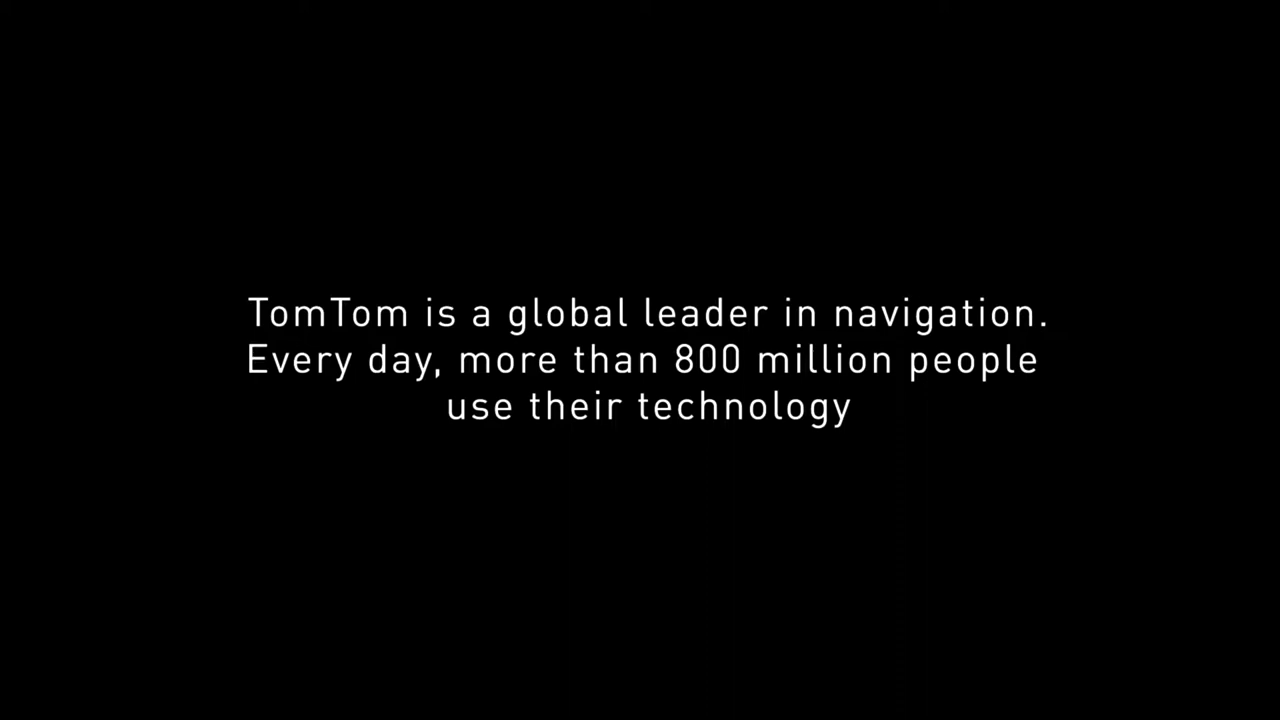 TomTom is a global leader in navigation.
Every day, more than 800 million people
use their technology